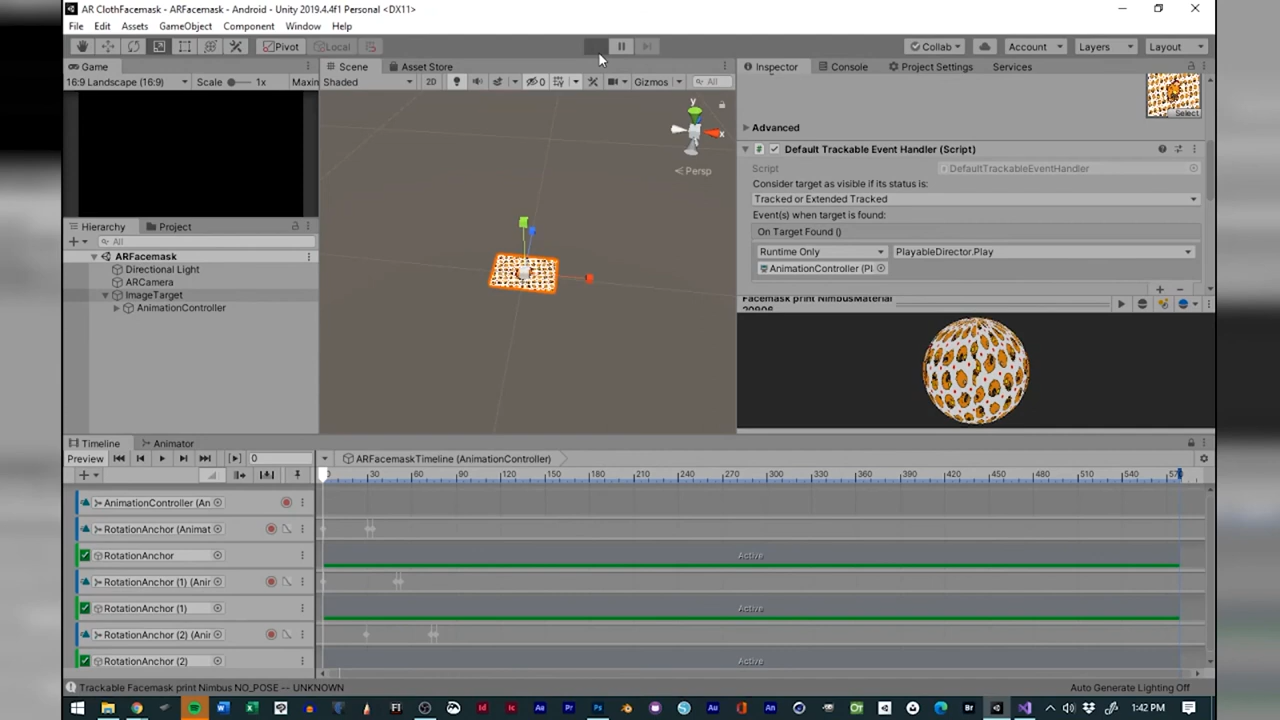 AR ClothFacemask - ARFacemask - Android - Unity 2019.4.4f1 Personal <DX11>
File Edit Assets GameObject Component Window Help
Pivot Local Collab Account Layers Layout
Game Scene Asset Store Inspector Console Project Settings Services
16:9 Landscape (16:9) Scale 1x Maxin Shaded 2D 0 Gizmos All
Select
y
x
Persp
Advanced
Default Trackable Event Handler (Script)
Script DefaultTrackableEventHandler
Consider target as visible if its status is:
Tracked or Extended Tracked
Event(s) when target is found:
On Target Found ()
Runtime Only PlayableDirector.Play
AnimationController (Pl
Facemask print NimbusMaterial
20906
Hierarchy Project
All
ARFacemask
Directional Light
ARCamera
ImageTarget
AnimationController
Timeline Animator
Preview 0 ARFacemaskTimeline (AnimationController)
0 30 60 90 120 150 180 210 240 270 300 330 360 390 420 450 480 510 540 57
AnimationController (An
RotationAnchor (Animat
RotationAnchor Active
RotationAnchor (1) (Anir
RotationAnchor (1) Active
RotationAnchor (2) (Anir
RotationAnchor (2) Active
Trackable Facemask print Nimbus NO_POSE -- UNKNOWN Auto Generate Lighting Off
1:42 PM